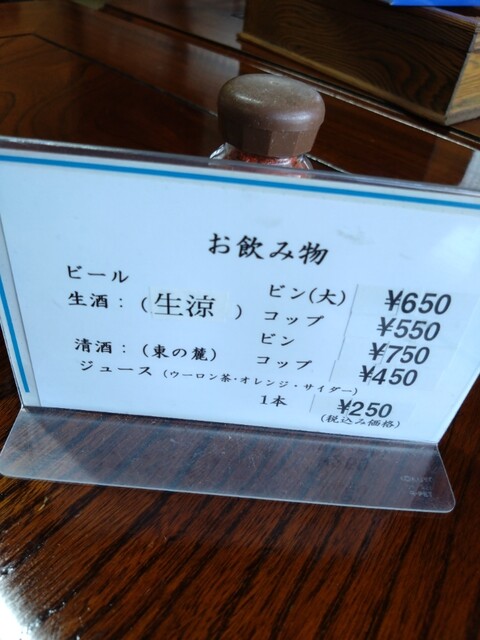 お飲み物
ビール ビン(大) ¥650
生酒：(生涼) コップ ¥550
ビン ¥750
清酒：(東の麓) コップ ¥450
ジュース (ウーロン茶・オレンジ・サイダー)
1本 ¥250
(税込み価格)